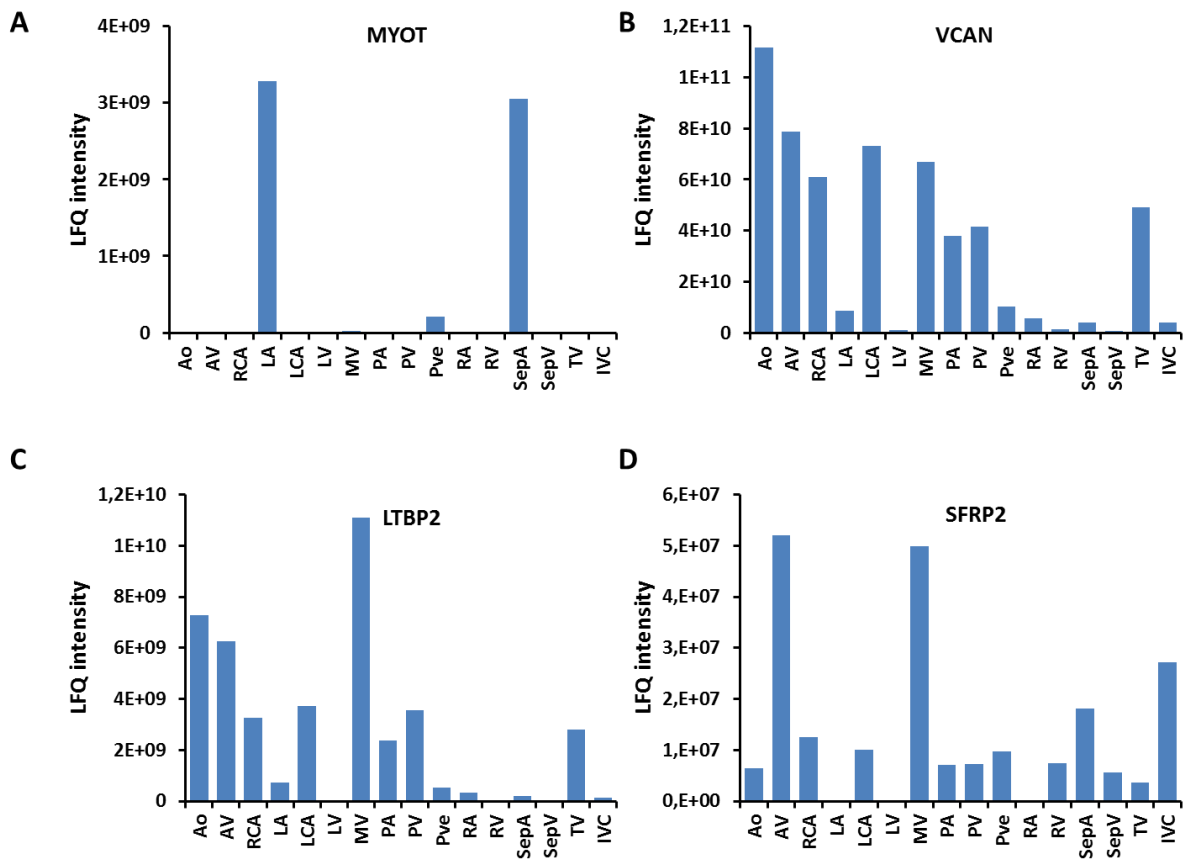 A
MYOT
LFQ intensity
4E+09
3E+09
2E+09
1E+09
0
Ao AV RCA LA LCA LV MV PA PV Pve RA RV SepA SepV TV IVC
B
VCAN
LFQ intensity
1,2E+11
1E+11
8E+10
6E+10
4E+10
2E+10
0
Ao AV RCA LA LCA LV MV PA PV Pve RA RV SepA SepV TV IVC
C
LTBP2
LFQ intensity
1,2E+10
1E+10
8E+09
6E+09
4E+09
2E+09
0
Ao AV RCA LA LCA LV MV PA PV Pve RA RV SepA SepV TV IVC
D
SFRP2
LFQ intensity
6,E+07
5,E+07
4,E+07
3,E+07
2,E+07
1,E+07
0,E+00
Ao AV RCA LA LCA LV MV PA PV Pve RA RV SepA SepV TV IVC